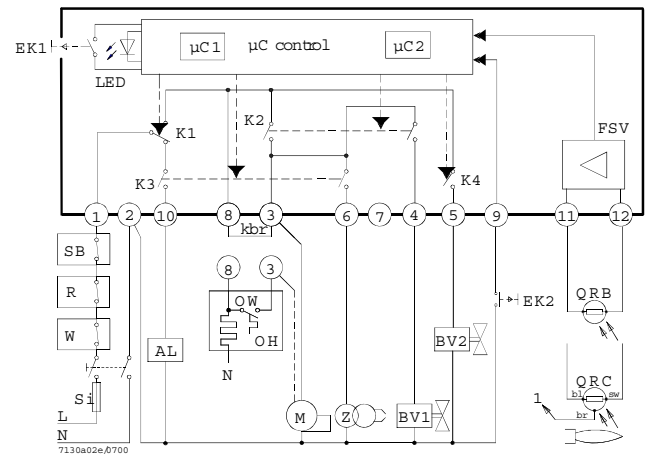 µC1 µC control µC2
EK1
LED
K2
FSV
K1
K3 K4
1 2 10 8 3 6 7 4 5 9 11 12
kbr
SB
8 3
R
QRB
OW
EK2
W
OH
BV2
AL
N
QRC
Si
bl sw
1
L
M Z BV1
br
N
7130a02e/0700